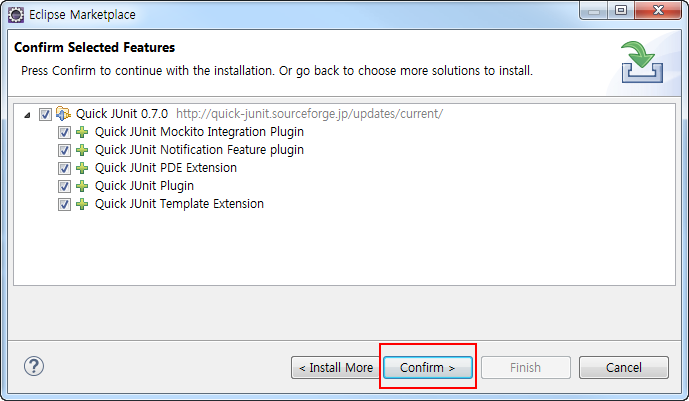 Eclipse Marketplace
Confirm Selected Features
Press Confirm to continue with the installation. Or go back to choose more solutions to install.
Quick JUnit 0.7.0 http://quick-junit.sourceforge.jp/updates/current/
Quick JUnit Mockito Integration Plugin
Quick JUnit Notification Feature plugin
Quick JUnit PDE Extension
Quick JUnit Plugin
Quick JUnit Template Extension
?
< Install More Confirm > Finish Cancel